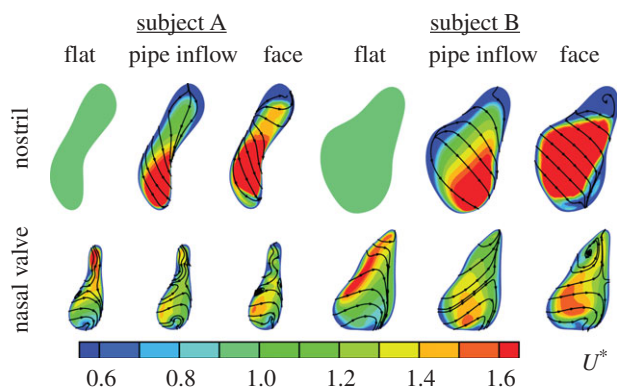 subject A subject B
flat pipe inflow face flat pipe inflow face
nostril
nasal valve
0.6 0.8 1.0 1.2 1.4 1.6 U*